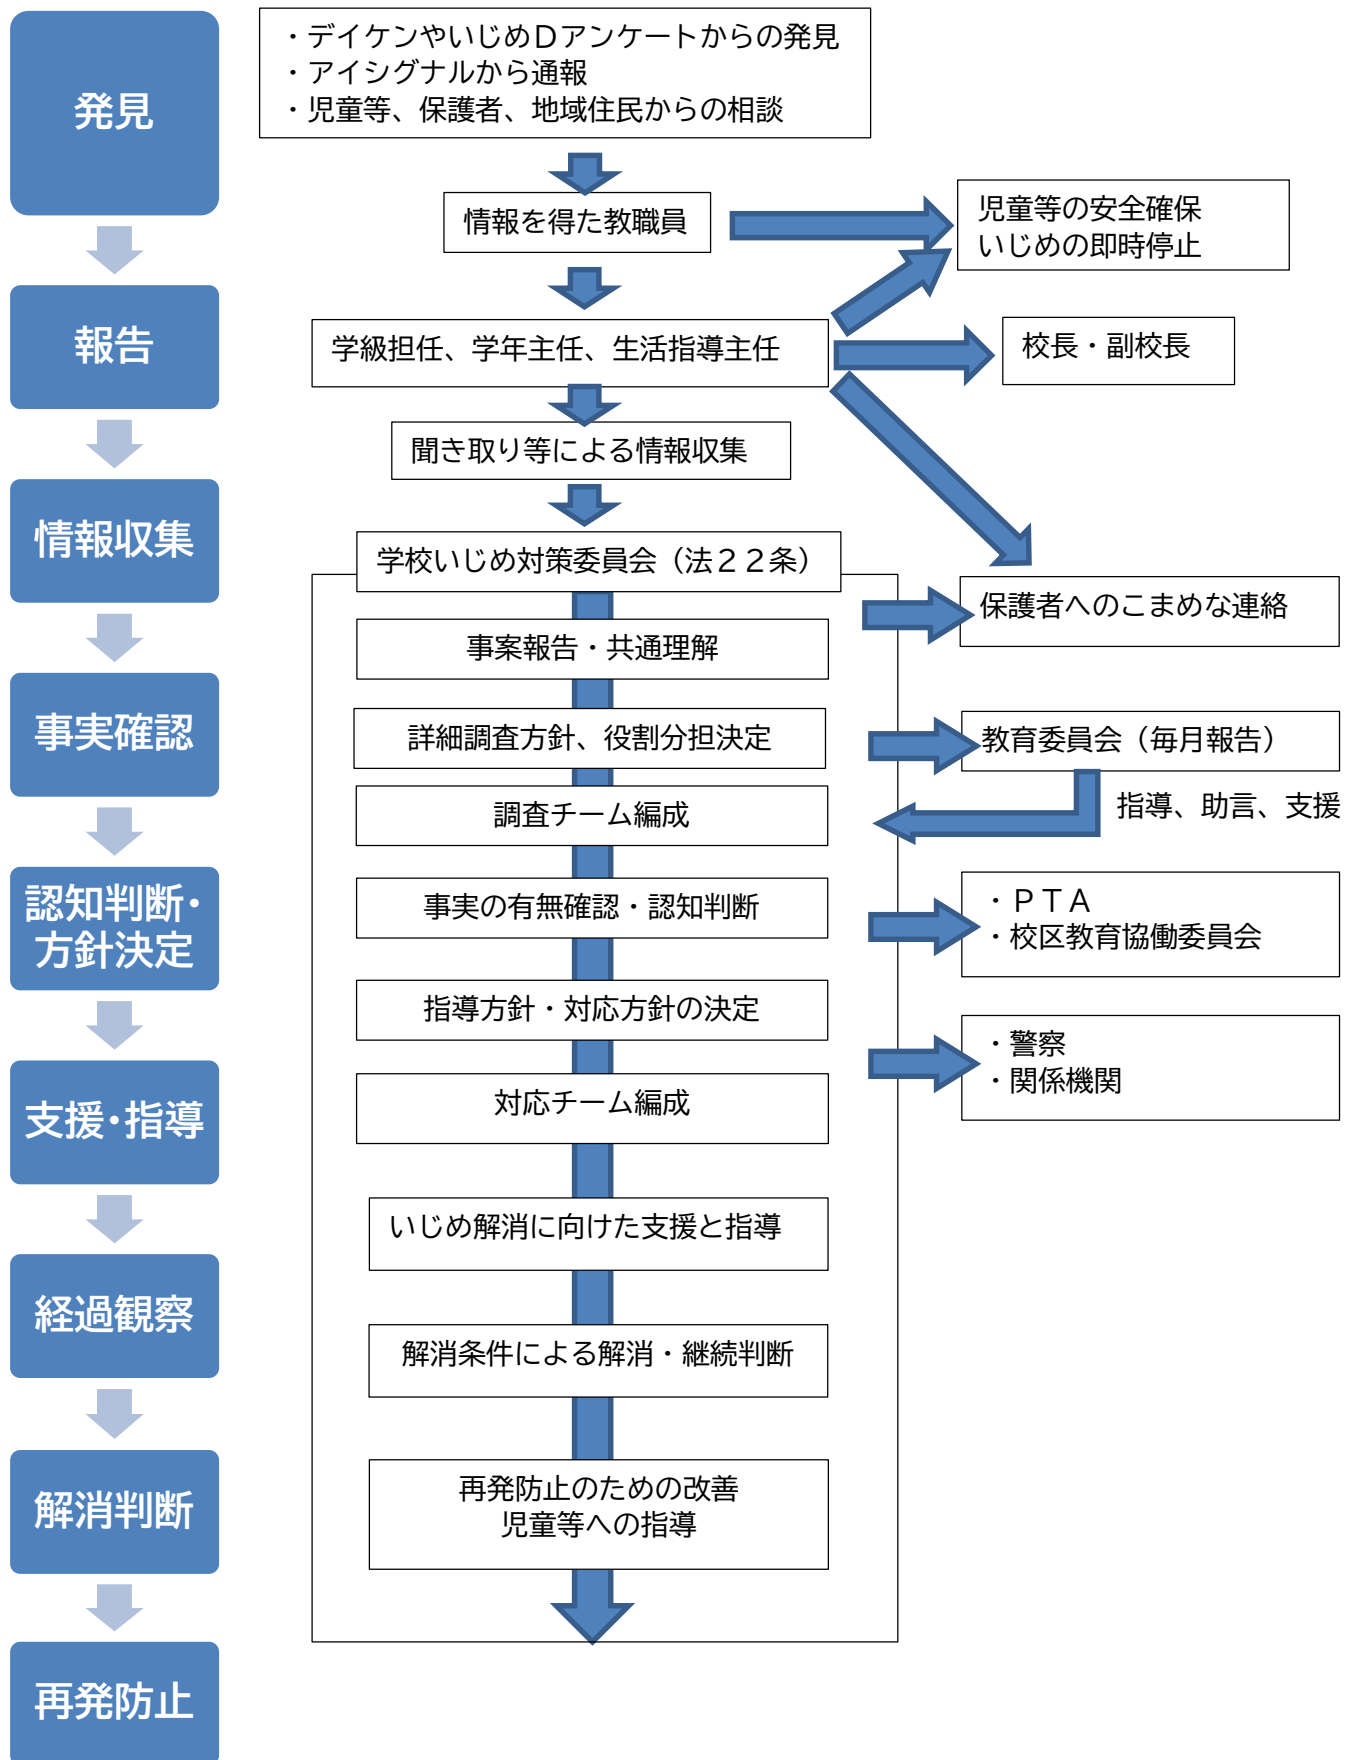 発見
報告
情報収集
事実確認
認知判断・
方針決定
支援・指導
経過観察
解消判断
再発防止
・デイケンやいじめＤアンケートからの発見
・アイシグナルから通報
・児童等、保護者、地域住民からの相談
情報を得た教職員
児童等の安全確保
いじめの即時停止
学級担任、学年主任、生活指導主任
校長・副校長
聞き取り等による情報収集
学校いじめ対策委員会（法２２条）
保護者へのこまめな連絡
事案報告・共通理解
詳細調査方針、役割分担決定
教育委員会（毎月報告）
指導、助言、支援
調査チーム編成
事実の有無確認・認知判断
・ＰＴＡ
・校区教育協働委員会
指導方針・対応方針の決定
・警察
・関係機関
対応チーム編成
いじめ解消に向けた支援と指導
解消条件による解消・継続判断
再発防止のための改善
児童等への指導